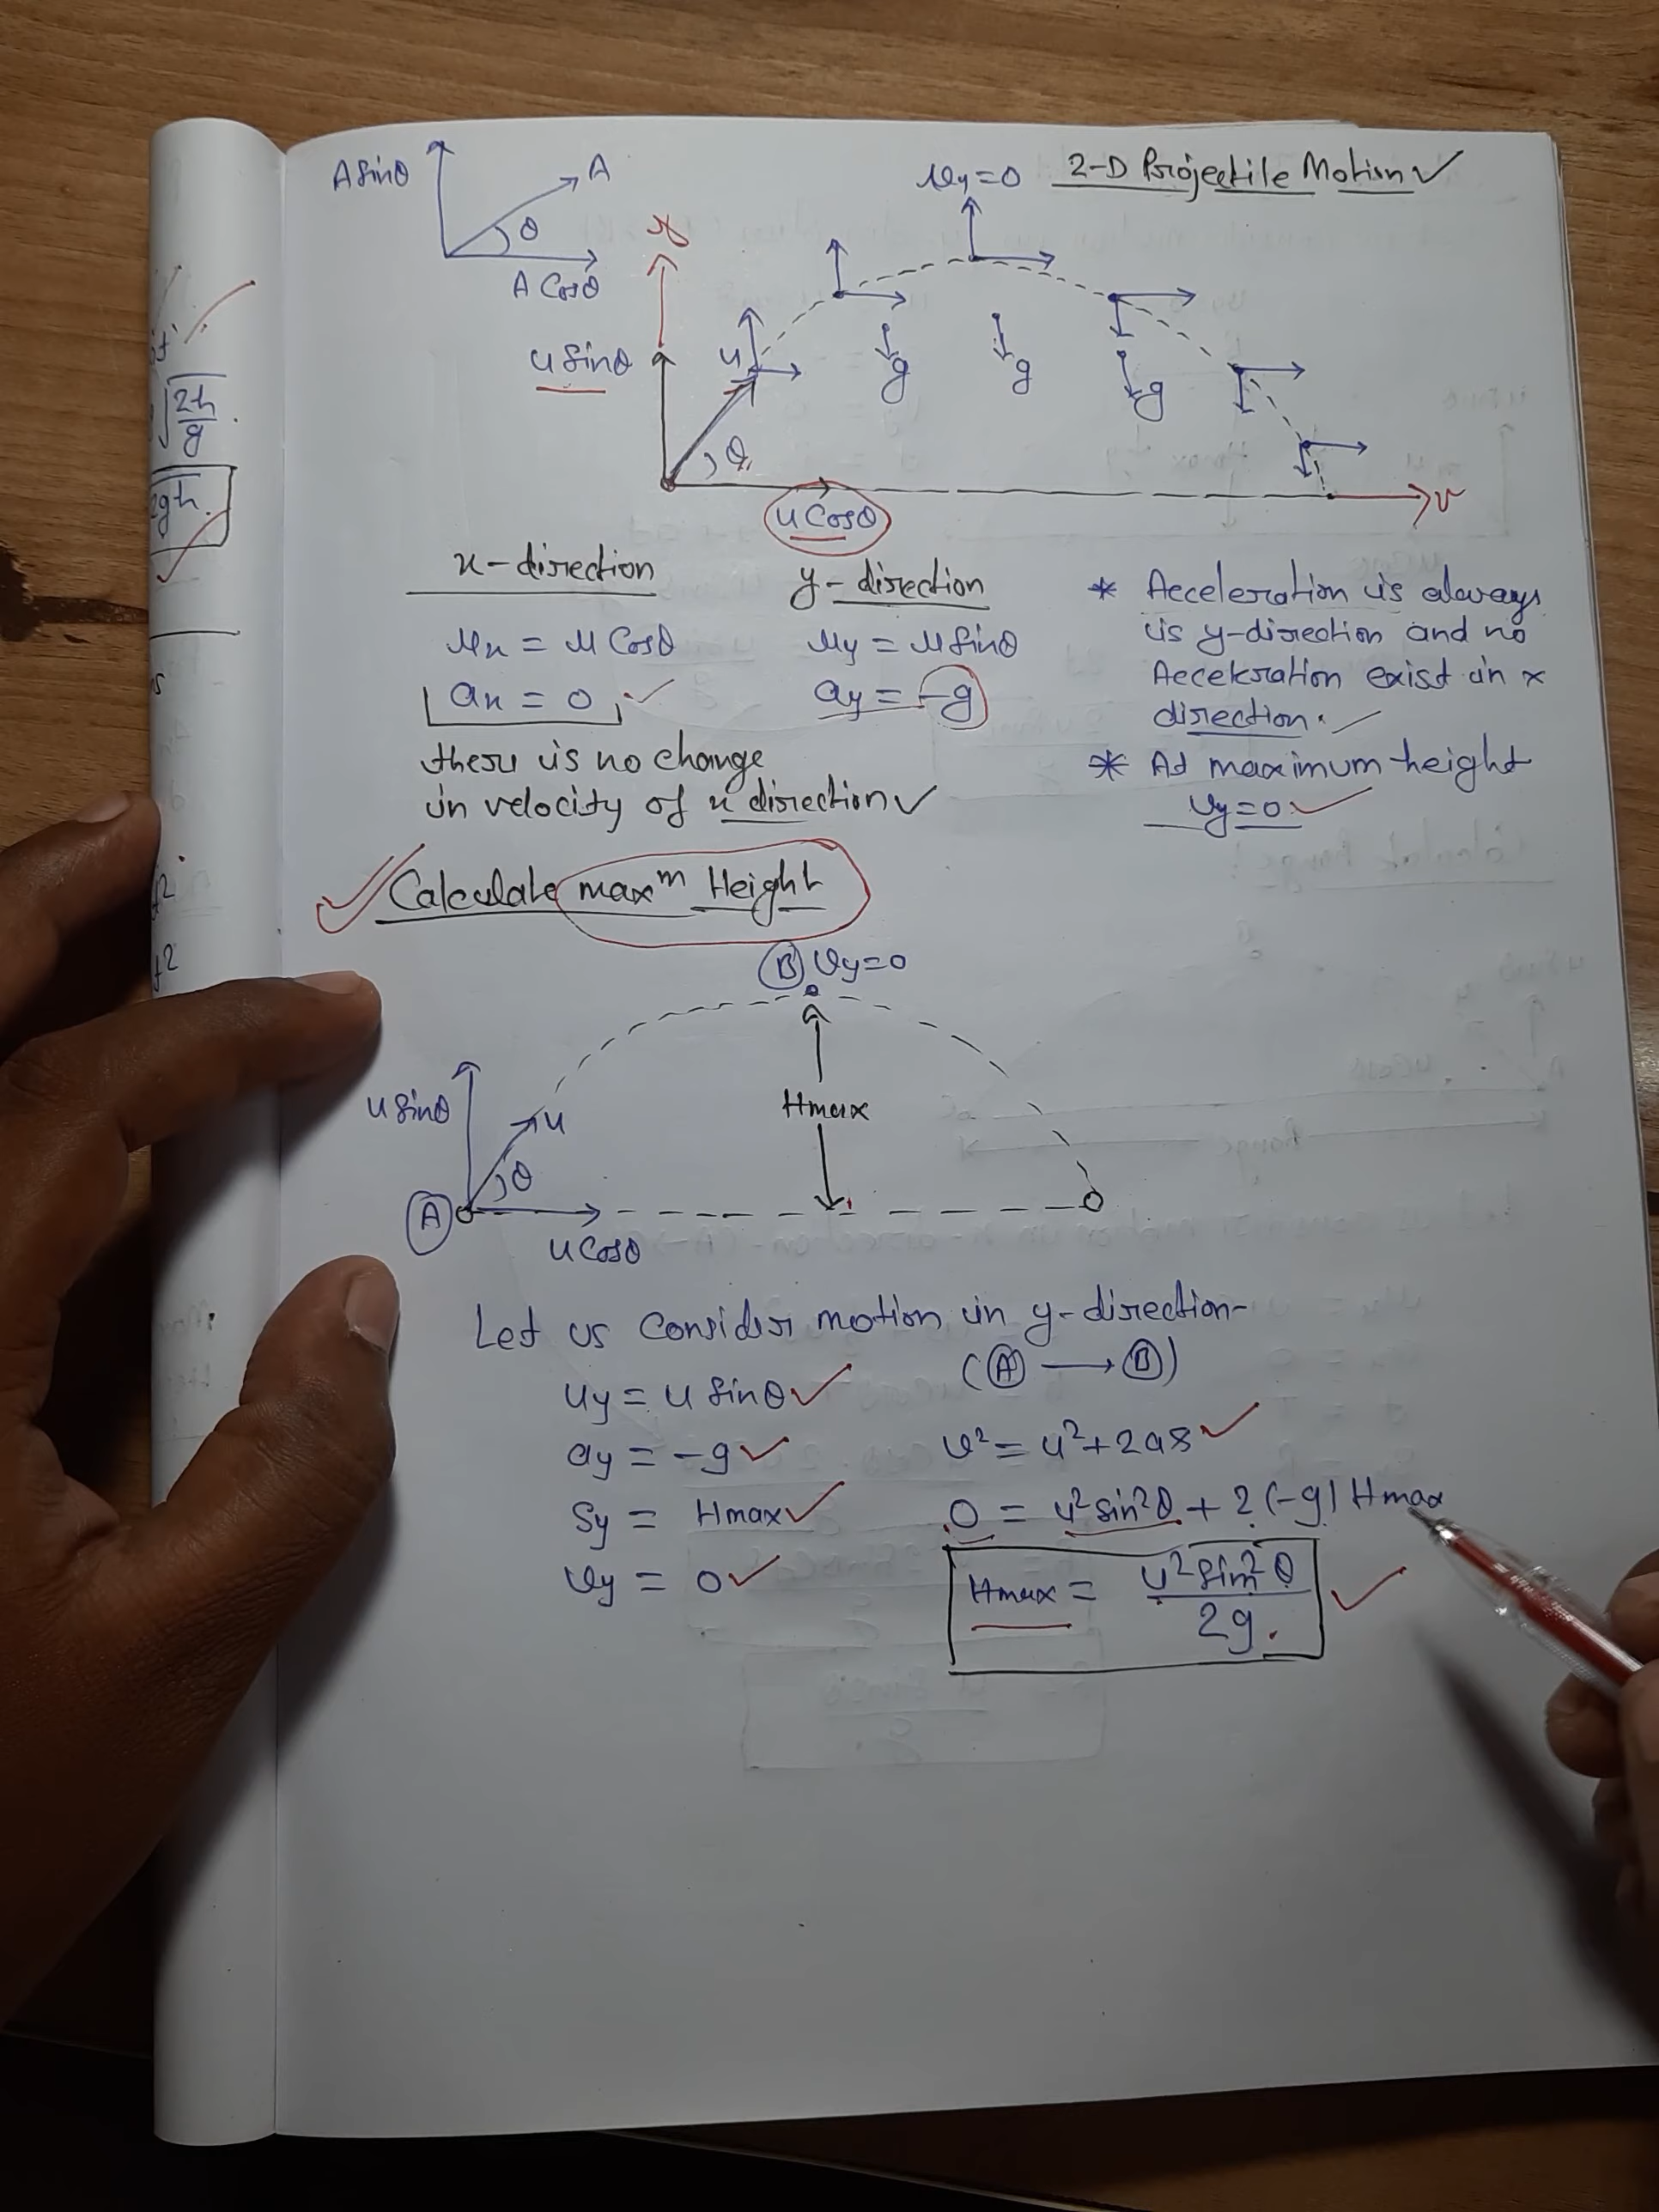 2-D Projectile Motion ✓
A Sinθ
A
θ
A Cosθ
vy=0
u Sinθ
u
θ
g
g
g
u Cosθ
x-direction
ux = u Cosθ
ax = 0 ✓
there is no change
in velocity of x direction ✓
y-direction
uy = u Sinθ
ay = -g
* Acceleration is always
is y-direction and no
Acceleration exist in x
direction. ✓
* At maximum height
vy=0 ✓
√2h/g
2gh
Calculate maxᵐ Height
B vy=0
u Sinθ
u
θ
Hmax
A
u Cosθ
Let us Consider motion in y-direction-
(A → B)
uy = u Sinθ ✓
ay = -g ✓
Sy = Hmax ✓
vy = 0 ✓
v² = u²+2as ✓
0 = u² sin²θ + 2 (-g) Hmax
Hmax = u² sin²θ / 2g ✓